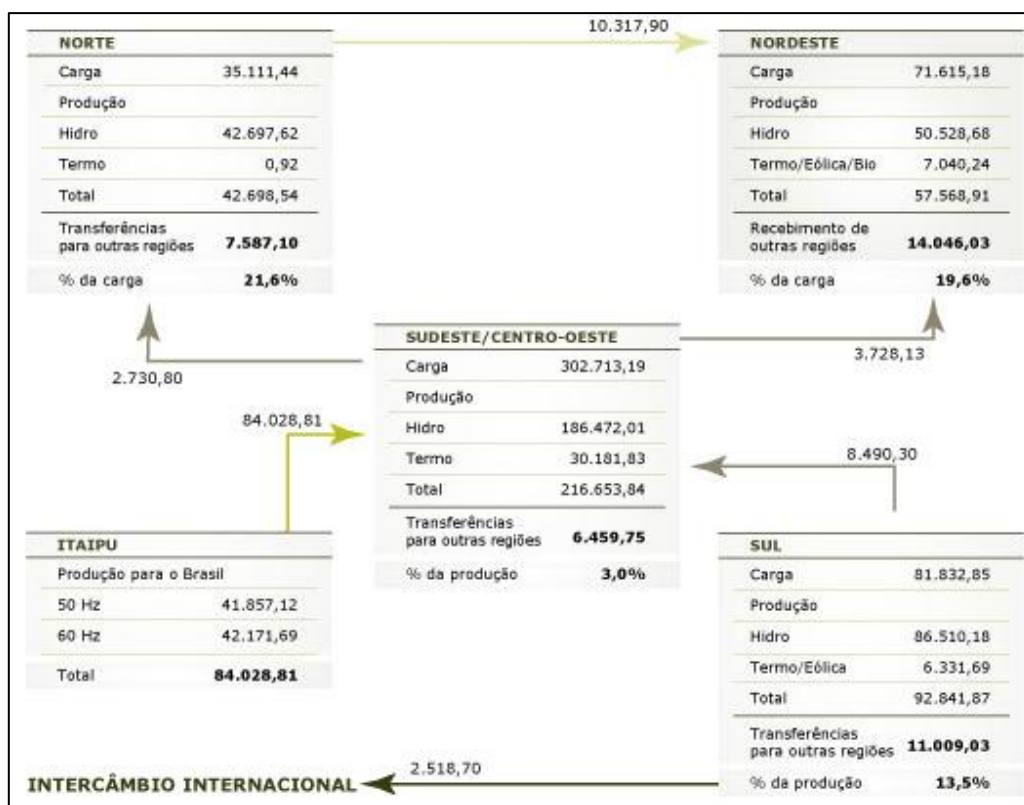 10.317,90
NORTE
Carga 35.111,44
Produção
Hidro 42.697,62
Termo 0,92
Total 42.698,54
Transferências
para outras regiões 7.587,10
% da carga 21,6%
NORDESTE
Carga 71.615,18
Produção
Hidro 50.528,68
Termo/Eólica/Bio 7.040,24
Total 57.568,91
Recebimento de
outras regiões 14.046,03
% da carga 19,6%
2.730,80
3.728,13
SUDESTE/CENTRO-OESTE
Carga 302.713,19
Produção
Hidro 186.472,01
Termo 30.181,83
Total 216.653,84
Transferências
para outras regiões 6.459,75
% da produção 3,0%
84.028,81
8.490,30
ITAIPU
Produção para o Brasil
50 Hz 41.857,12
60 Hz 42.171,69
Total 84.028,81
SUL
Carga 81.832,85
Produção
Hidro 86.510,18
Termo/Eólica 6.331,69
Total 92.841,87
Transferências
para outras regiões 11.009,03
% da produção 13,5%
2.518,70
INTERCÂMBIO INTERNACIONAL